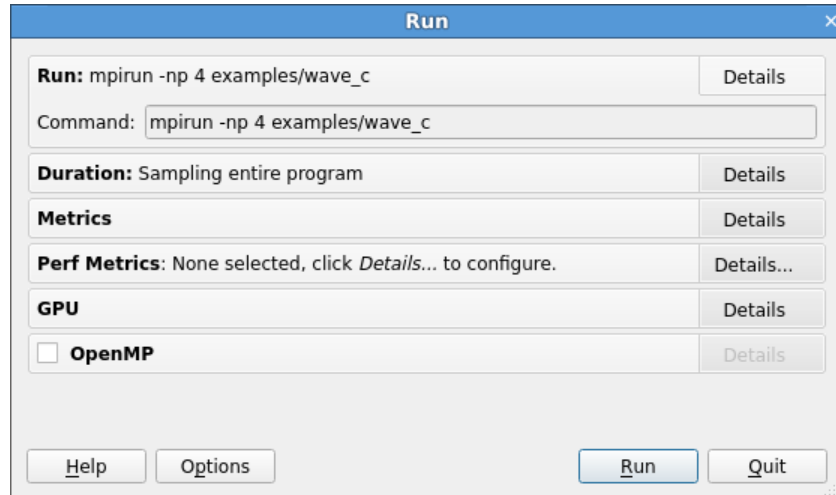 Run
Run: mpirun -np 4 examples/wave_c Details
Command: mpirun -np 4 examples/wave_c
Duration: Sampling entire program Details
Metrics Details
Perf Metrics: None selected, click Details... to configure. Details...
GPU Details
OpenMP Details
Help Options Run Quit